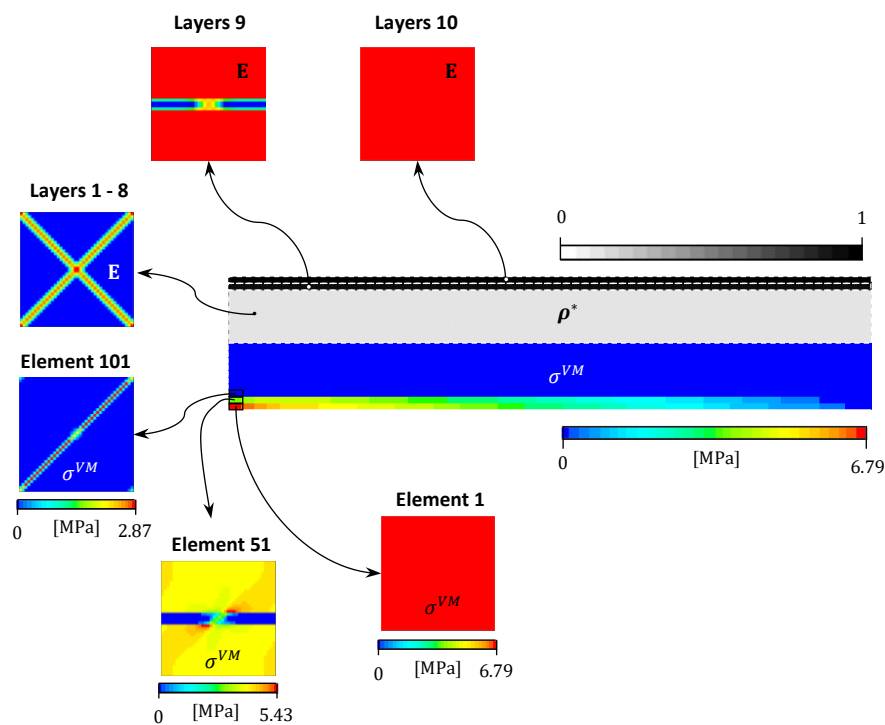 Layers 9
Layers 10
E
E
Layers 1 - 8
0
1
E
ρ*
Element 101
σVM
σVM
0
[MPa]
6.79
Element 1
0
[MPa]
2.87
Element 51
σVM
σVM
0
[MPa]
6.79
0
[MPa]
5.43